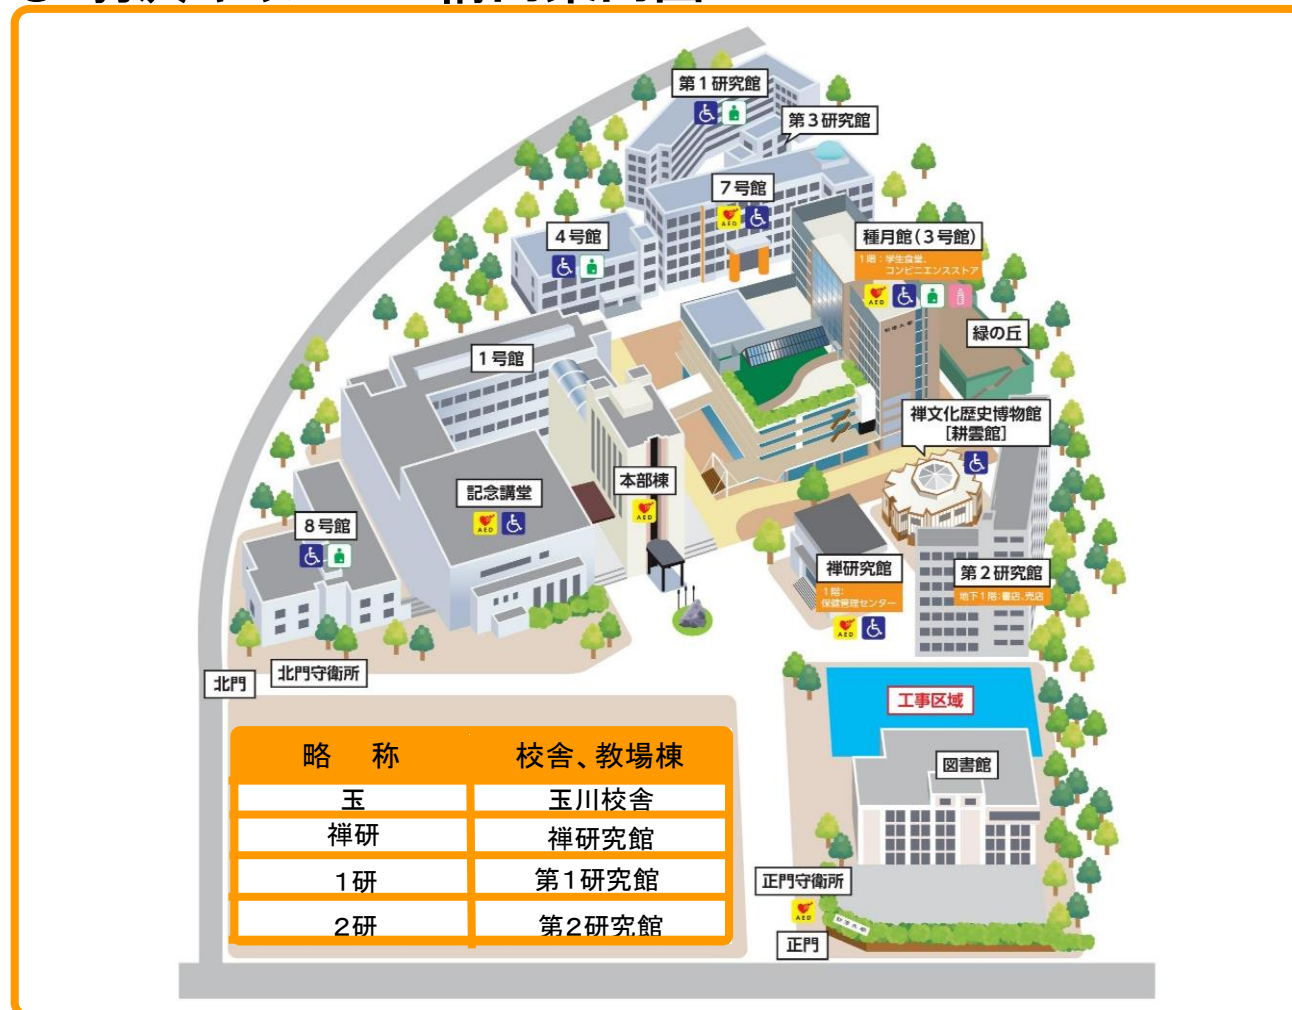 第1研究館
第3研究館
7号館
4号館
種月館(3号館)
1階:学生食堂、
コンビニエンスストア
AED
AED
緑の丘
1号館
禅文化歴史博物館
[耕雲館]
本部棟
AED
記念講堂
AED
8号館
禅研究館
1階:
保健管理センター
AED
第2研究館
地下1階:書店、売店
北門
北門守衛所
工事区域
図書館
略 称 校舎、教場棟
玉 玉川校舎
禅研 禅研究館
1研 第1研究館
2研 第2研究館
正門守衛所
AED
正門